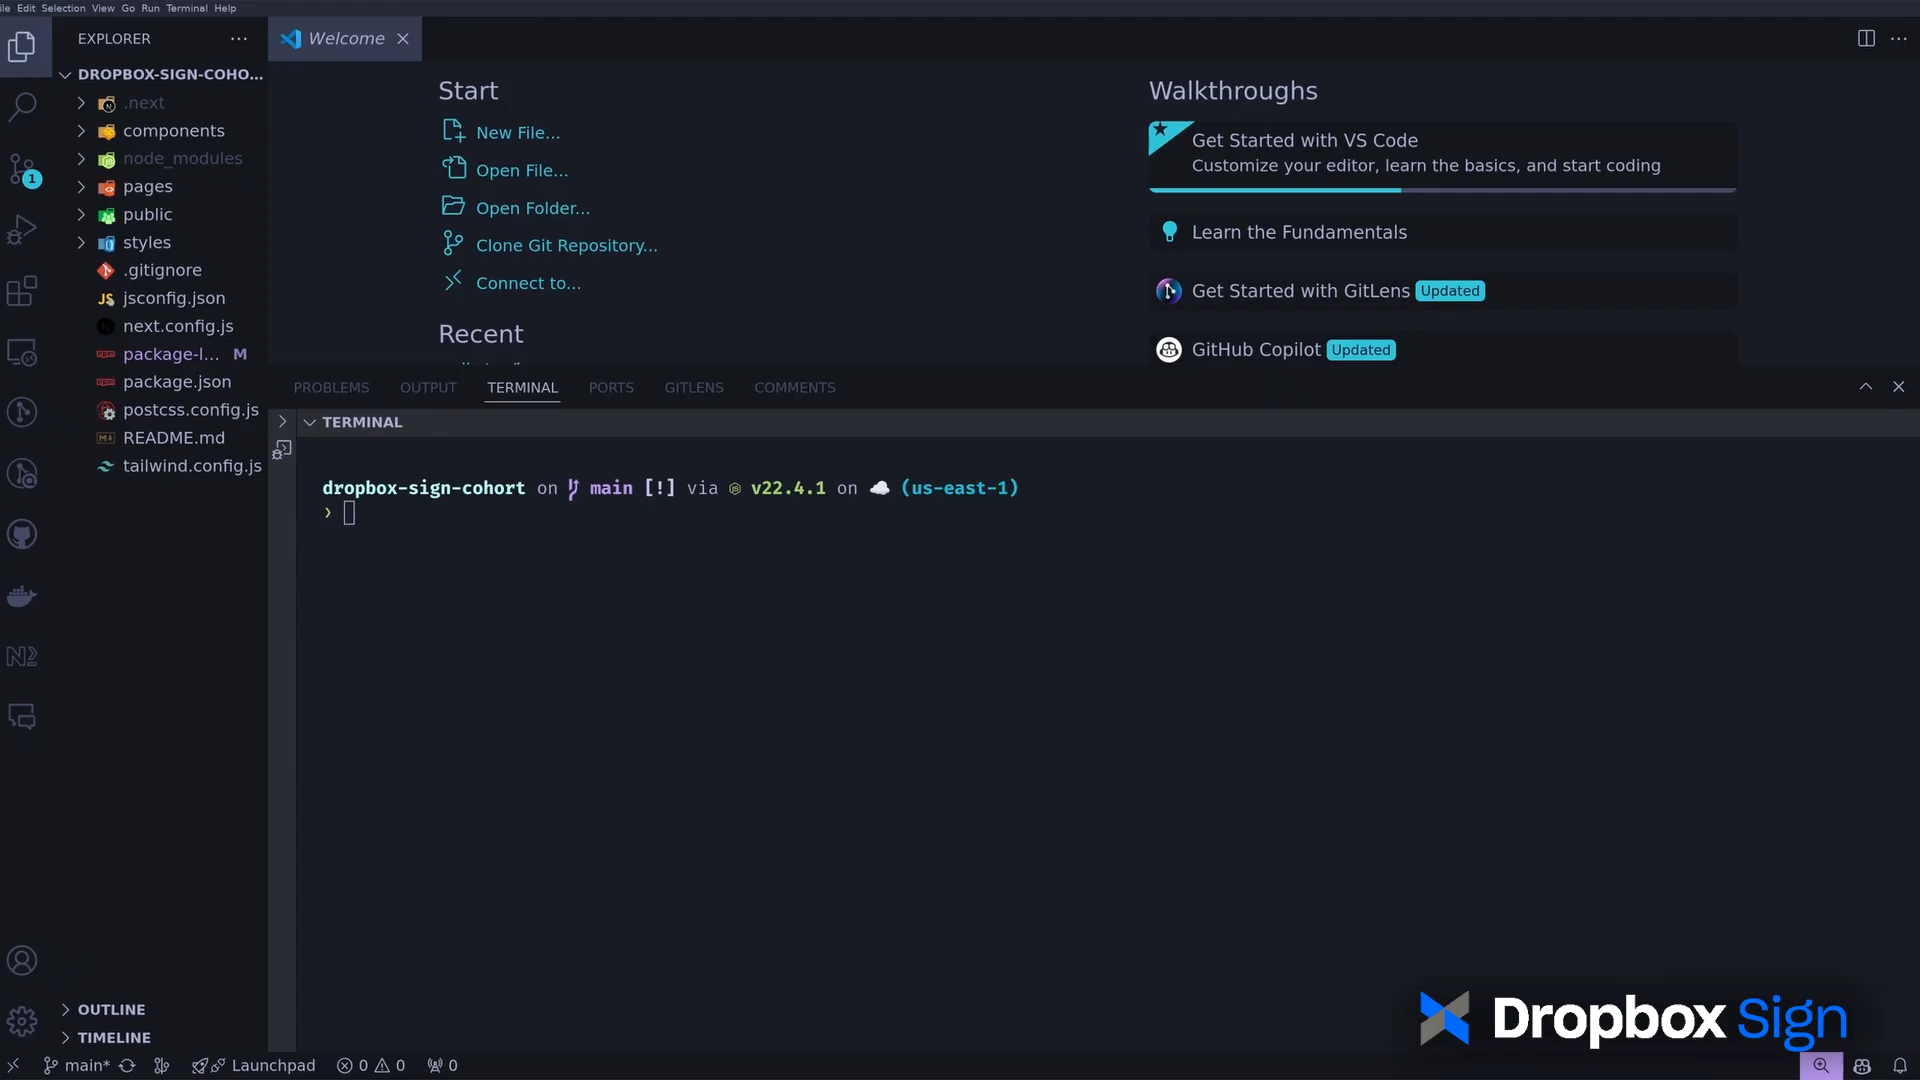 ile Edit Selection View Go Run Terminal Help
EXPLORER
Welcome
DROPBOX-SIGN-COHO...
.next
components
node_modules
pages
public
styles
.gitignore
jsconfig.json
next.config.js
package-l... M
package.json
postcss.config.js
README.md
tailwind.config.js
1
Start
New File...
Open File...
Open Folder...
Clone Git Repository...
Connect to...
Recent
Walkthroughs
Get Started with VS Code
Customize your editor, learn the basics, and start coding
Learn the Fundamentals
Get Started with GitLens Updated
GitHub Copilot Updated
PROBLEMS OUTPUT TERMINAL PORTS GITLENS COMMENTS
TERMINAL
dropbox-sign-cohort on main [!] via v22.4.1 on (us-east-1)
❯
OUTLINE
TIMELINE
Dropbox Sign
main* Launchpad 0 0 0